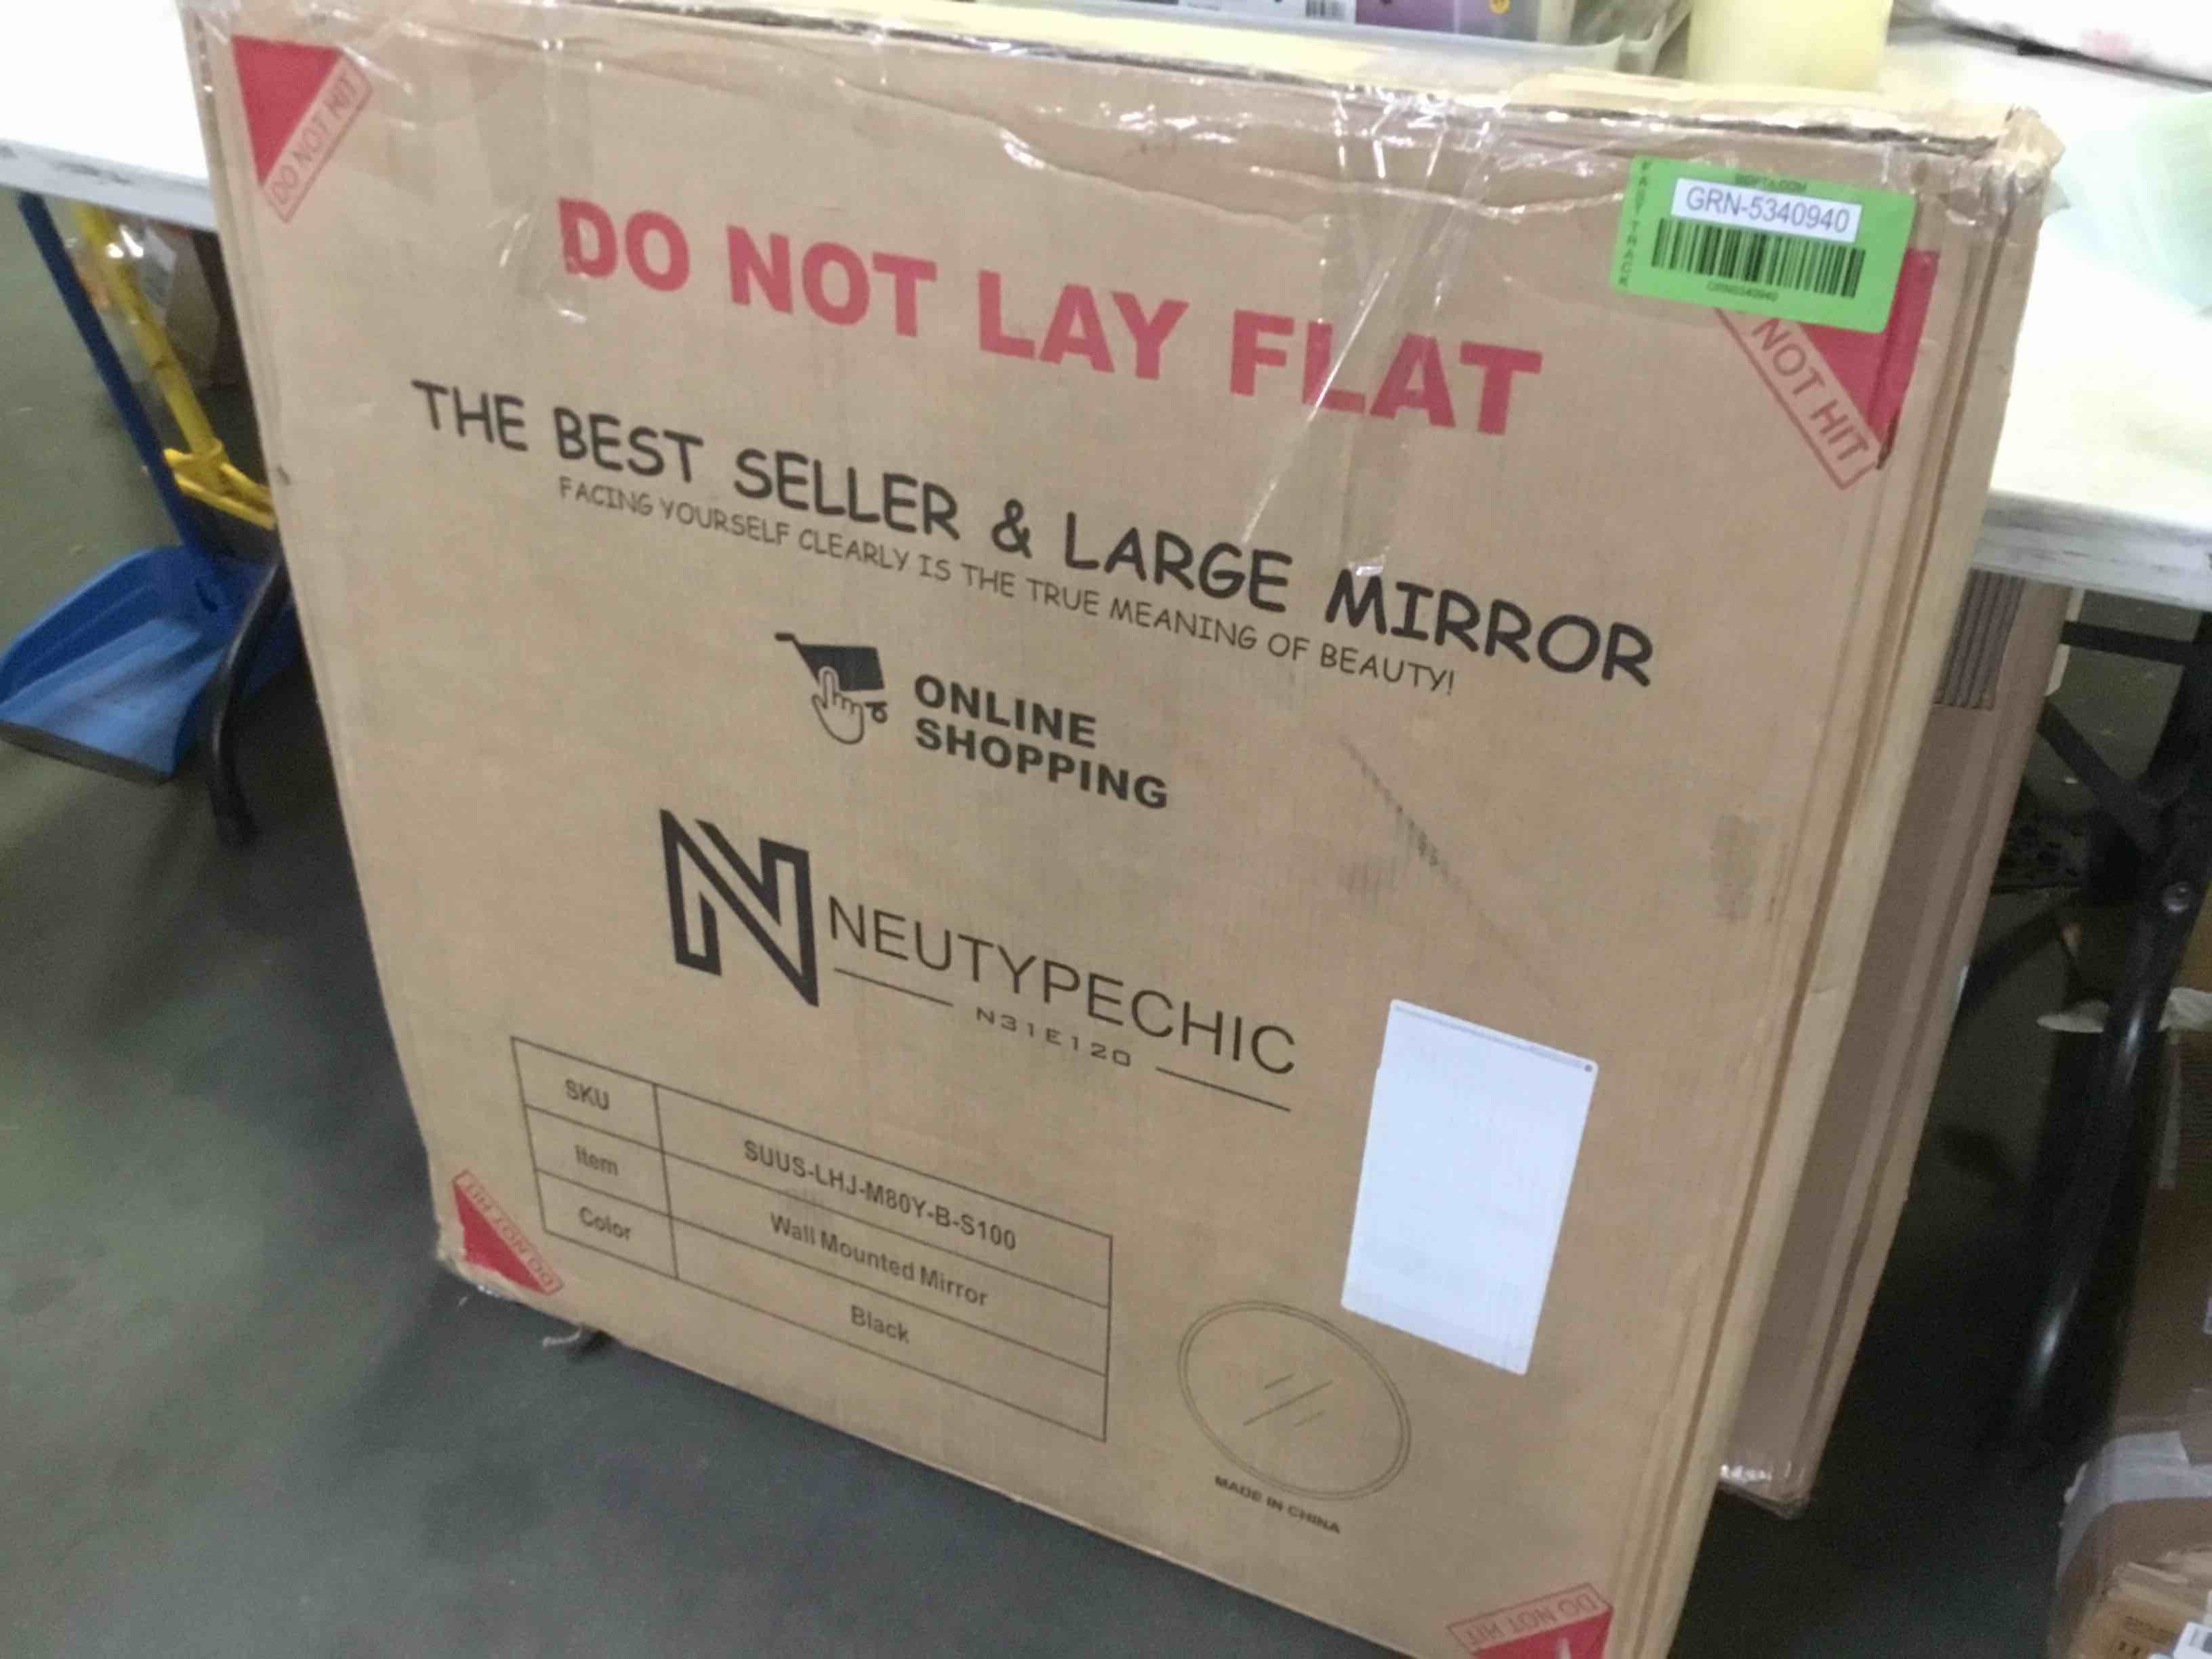 DO NOT HIT
GRN-5340940
DO NOT LAY FLAT
NOT HIT
THE BEST SELLER & LARGE MIRROR
FACING YOURSELF CLEARLY IS THE TRUE MEANING OF BEAUTY!
ONLINE
SHOPPING
NEUTYPECHIC
N31E120
SKU SUUS-LHJ-M80Y-B-S100
Item Wall Mounted Mirror
Color Black
DO NOT HIT
MADE IN CHINA
DO NOT HIT